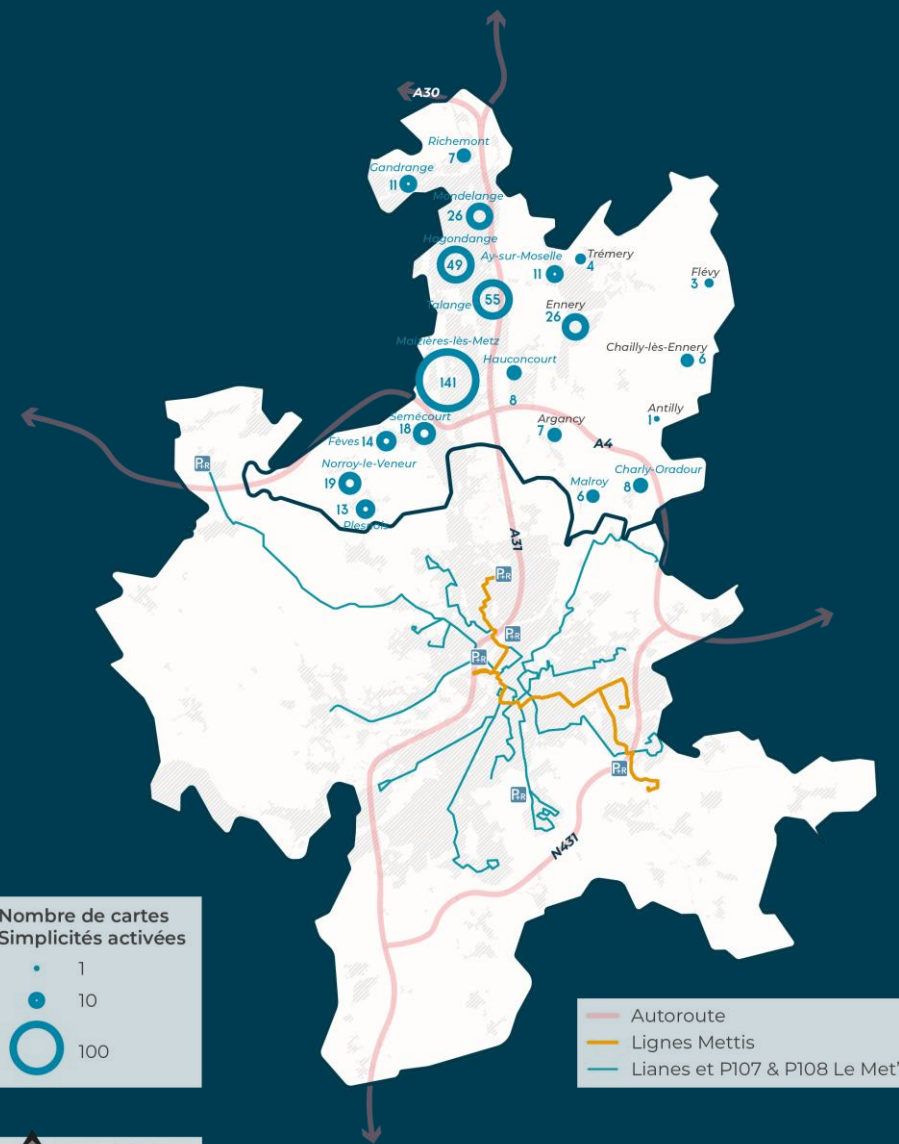 A30
Richemont
7
Gandrange
11
Mondelange
26
Hagondange
49
Ay-sur-Moselle
11
Trémery
4
Flévy
3
Talange
55
Ennery
26
Maizières-lès-Metz
141
Hauconcourt
8
Chailly-lès-Ennery
6
Antilly
1
Argancy
7
A4
Semécourt
18
Fèves 14
Norroy-le-Veneur
19
13
Plesnois
Charly-Oradour
8
Malroy
6
P+R
A31
P+R
P+R
P+R
P+R
P+R
N431
Nombre de cartes
Simplicités activées
1
10
100
Autoroute
Lignes Mettis
Lianes et P107 & P108 Le Met'